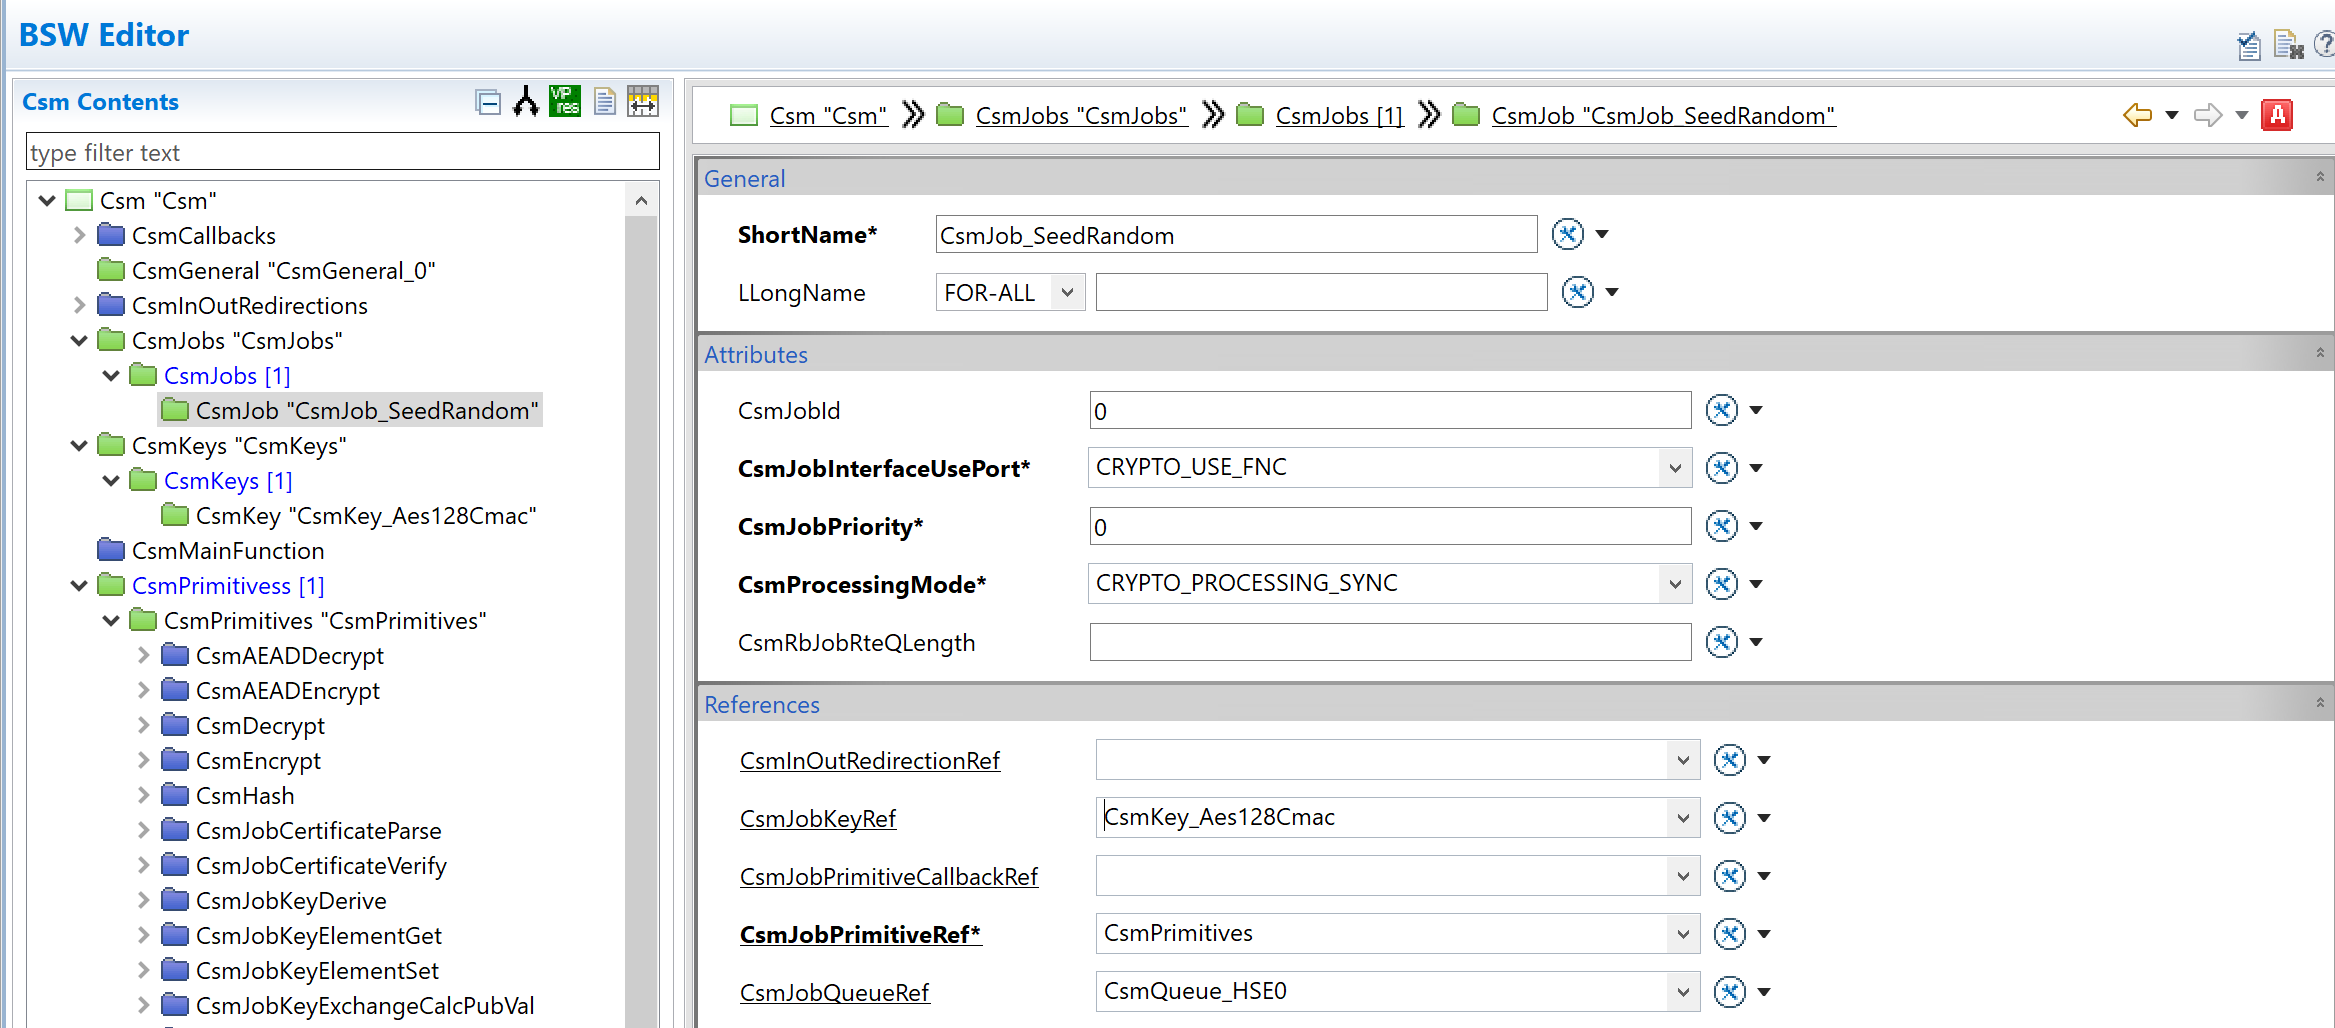 BSW Editor
Csm Contents
type filter text
Csm "Csm"
CsmCallbacks
CsmGeneral "CsmGeneral_0"
CsmInOutRedirections
CsmJobs "CsmJobs"
CsmJobs [1]
CsmJob "CsmJob_SeedRandom"
CsmKeys "CsmKeys"
CsmKeys [1]
CsmKey "CsmKey_Aes128Cmac"
CsmMainFunction
CsmPrimitivess [1]
CsmPrimitives "CsmPrimitives"
CsmAEADDecrypt
CsmAEADEncrypt
CsmDecrypt
CsmEncrypt
CsmHash
CsmJobCertificateParse
CsmJobCertificateVerify
CsmJobKeyDerive
CsmJobKeyElementGet
CsmJobKeyElementSet
CsmJobKeyExchangeCalcPubVal
Csm "Csm" CsmJobs "CsmJobs" CsmJobs [1] CsmJob "CsmJob_SeedRandom"
General
ShortName* CsmJob_SeedRandom
LLongName FOR-ALL
Attributes
CsmJobId 0
CsmJobInterfaceUsePort* CRYPTO_USE_FNC
CsmJobPriority* 0
CsmProcessingMode* CRYPTO_PROCESSING_SYNC
CsmRbJobRteQLength
References
CsmInOutRedirectionRef
CsmJobKeyRef CsmKey_Aes128Cmac
CsmJobPrimitiveCallbackRef
CsmJobPrimitiveRef* CsmPrimitives
CsmJobQueueRef CsmQueue_HSE0